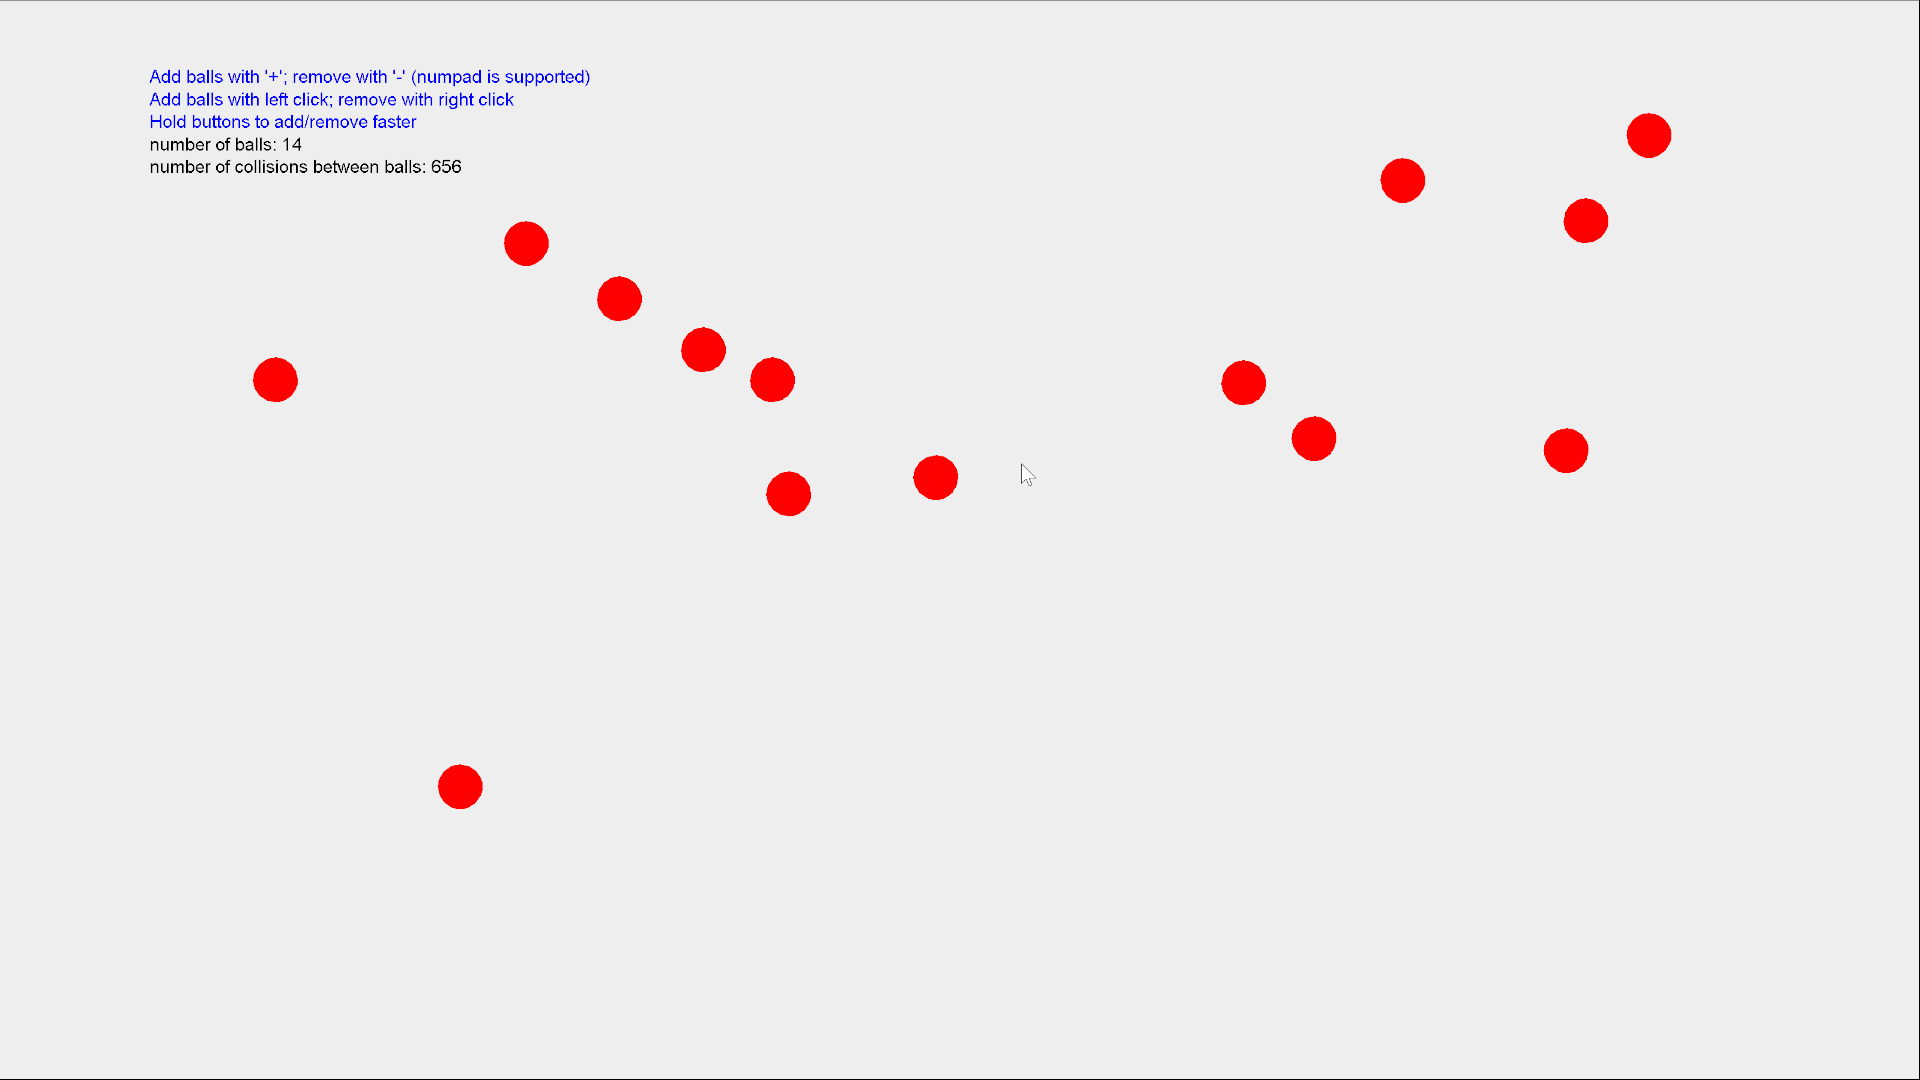 Add balls with '+'; remove with '-' (numpad is supported)
Add balls with left click; remove with right click
Hold buttons to add/remove faster
number of balls: 14
number of collisions between balls: 656